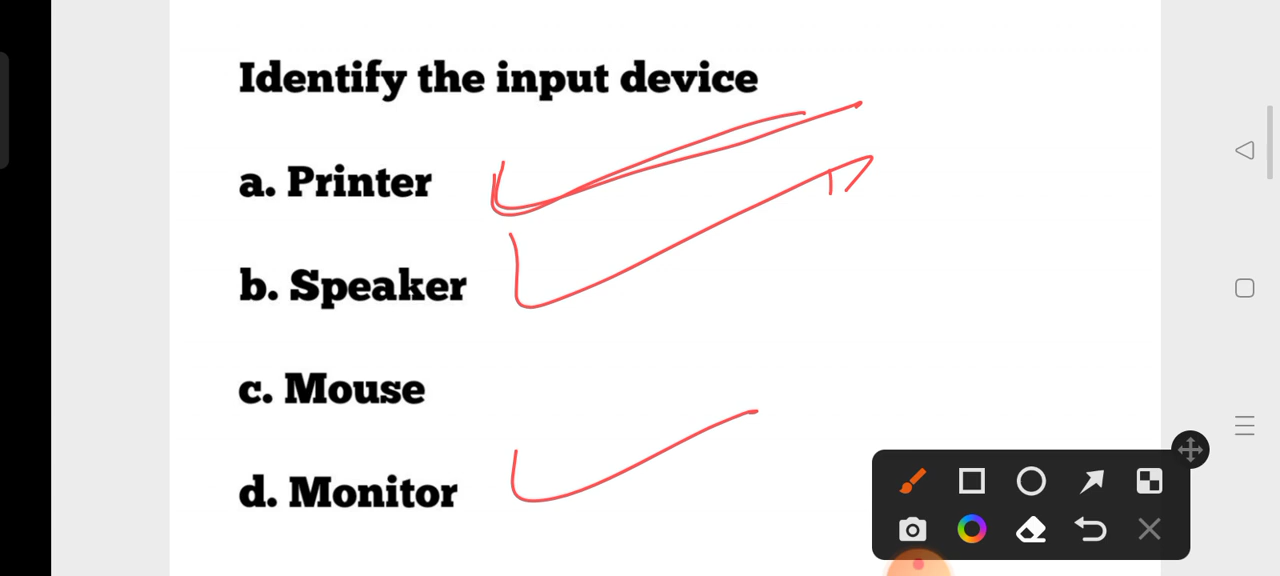 Identify the input device
a. Printer
b. Speaker
c. Mouse
d. Monitor